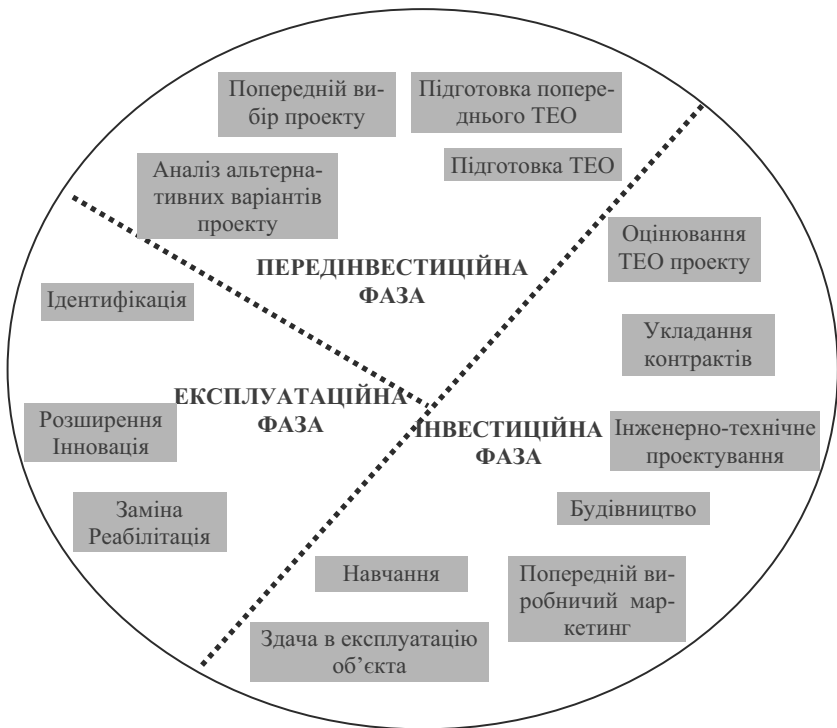 Попередній ви-
бір проекту
Підготовка попере-
днього ТЕО
Підготовка ТЕО
Аналіз альтерна-
тивних варіантів
проекту
Оцінювання
ТЕО проекту
ПЕРЕДІНВЕСТИЦІЙНА
ФАЗА
Ідентифікація
Укладання
контрактів
ЕКСПЛУАТАЦІЙНА
ФАЗА
Розширення
Інновація
ІНВЕСТИЦІЙНА
ФАЗА
Інженерно-технічне
проектування
Заміна
Реабілітація
Будівництво
Навчання
Попередній ви-
робничий мар-
кетинг
Здача в експлуатацію
об’єкта